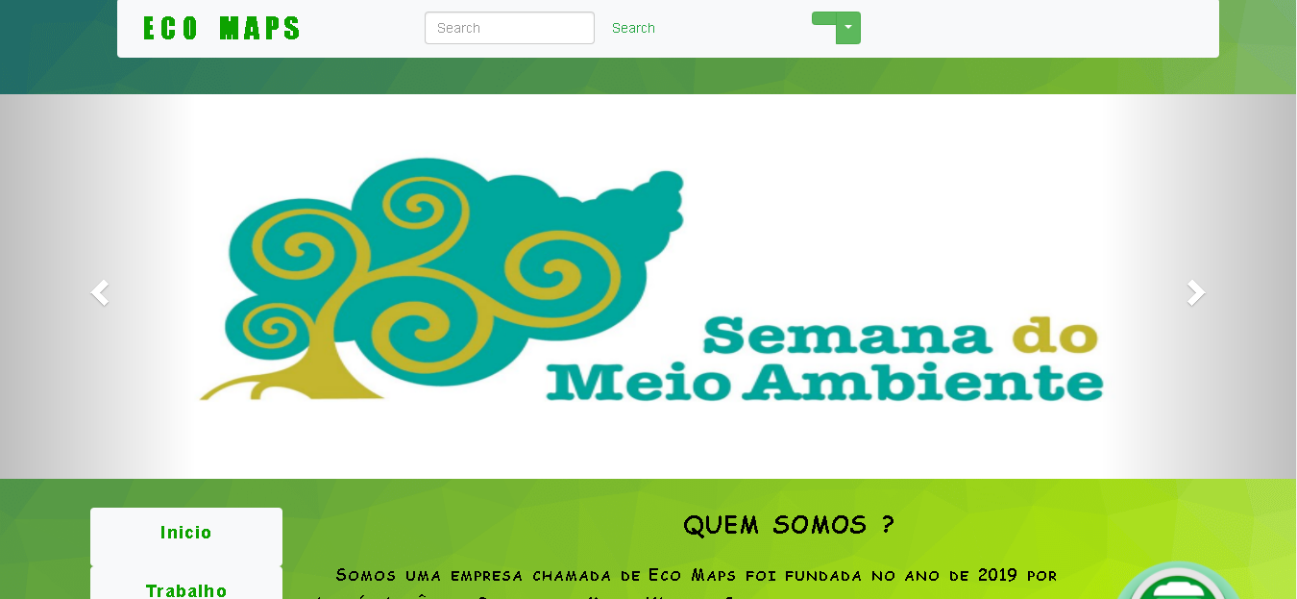 ECO MAPS
Search
Search
Semana do
Meio Ambiente
Inicio
QUEM SOMOS ?
Trabalho
Somos uma empresa chamada de Eco Maps foi fundada no ano de 2019 por